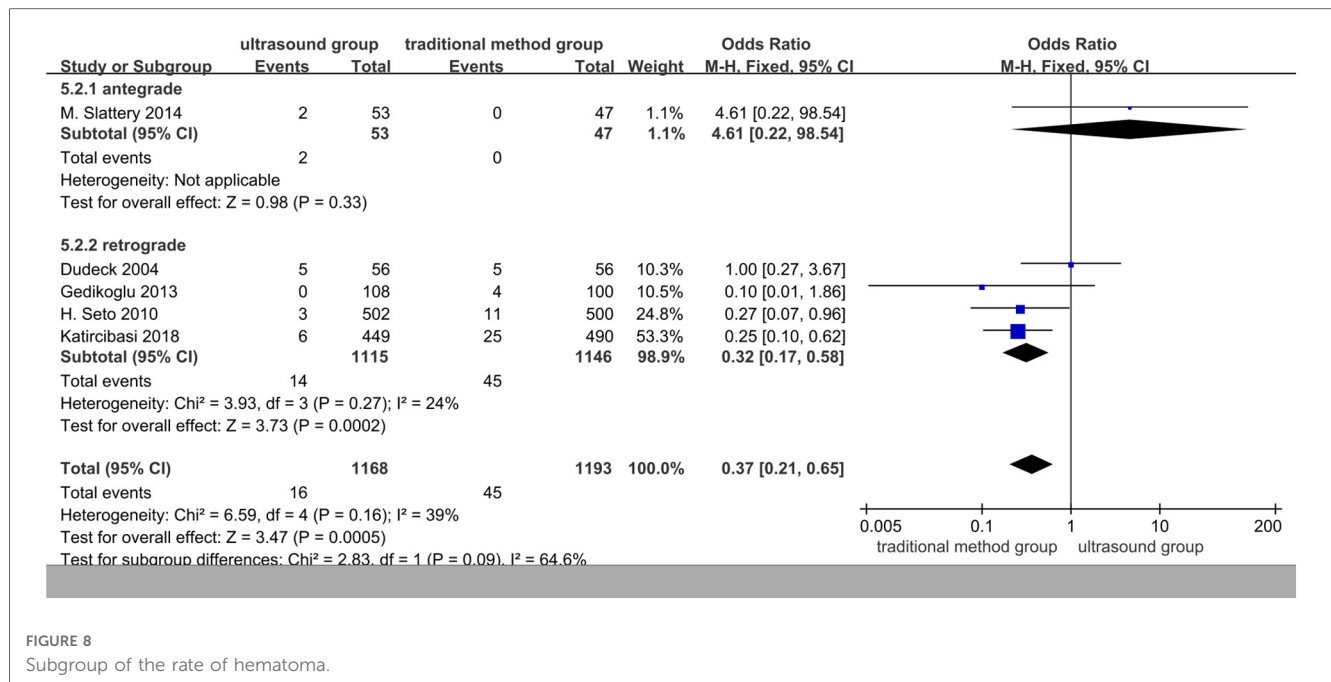 ultrasound group traditional method group Odds Ratio Odds Ratio
Study or Subgroup Events Total Events Total Weight M-H, Fixed, 95% CI M-H, Fixed, 95% CI
5.2.1 antegrade
M. Slattery 2014 2 53 0 47 1.1% 4.61 [0.22, 98.54]
Subtotal (95% CI) 53 47 1.1% 4.61 [0.22, 98.54]
Total events 2 0
Heterogeneity: Not applicable
Test for overall effect: Z = 0.98 (P = 0.33)
5.2.2 retrograde
Dudeck 2004 5 56 5 56 10.3% 1.00 [0.27, 3.67]
Gedikoglu 2013 0 108 4 100 10.5% 0.10 [0.01, 1.86]
H. Seto 2010 3 502 11 500 24.8% 0.27 [0.07, 0.96]
Katircibasi 2018 6 449 25 490 53.3% 0.25 [0.10, 0.62]
Subtotal (95% CI) 1115 1146 98.9% 0.32 [0.17, 0.58]
Total events 14 45
Heterogeneity: Chi² = 3.93, df = 3 (P = 0.27); I² = 24%
Test for overall effect: Z = 3.73 (P = 0.0002)
Total (95% CI) 1168 1193 100.0% 0.37 [0.21, 0.65]
Total events 16 45
Heterogeneity: Chi² = 6.59, df = 4 (P = 0.16); I² = 39%
Test for overall effect: Z = 3.47 (P = 0.0005)
Test for subgroup differences: Chi² = 2.83, df = 1 (P = 0.09), I² = 64.6%
0.005 0.1 1 10 200
traditional method group ultrasound group
FIGURE 8
Subgroup of the rate of hematoma.